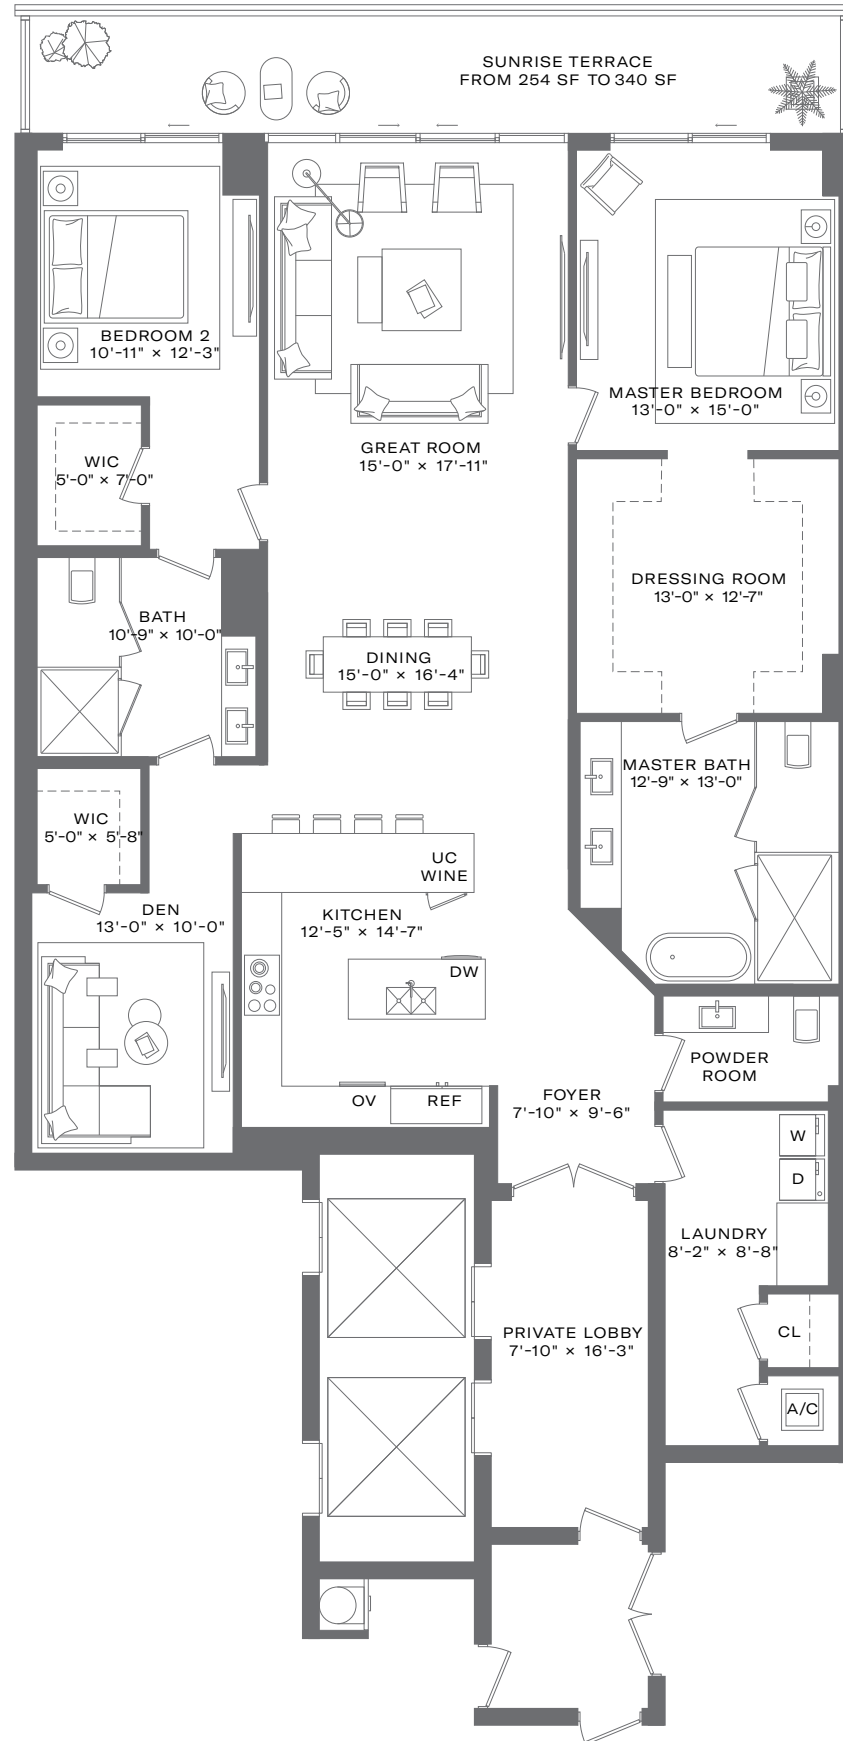 SUNRISE TERRACE
FROM 254 SF TO 340 SF
BEDROOM 2
10'-11" × 12'-3"
MASTER BEDROOM
13'-0" × 15'-0"
GREAT ROOM
15'-0" × 17'-11"
WIC
5'-0" × 7'-0"
DRESSING ROOM
13'-0" × 12'-7"
BATH
10'-9" × 10'-0"
DINING
15'-0" × 16'-4"
MASTER BATH
12'-9" × 13'-0"
WIC
5'-0" × 5'-8"
UC
WINE
DEN
13'-0" × 10'-0"
KITCHEN
12'-5" × 14'-7"
DW
POWDER
ROOM
OV
REF
FOYER
7'-10" × 9'-6"
W
D
LAUNDRY
8'-2" × 8'-8"
PRIVATE LOBBY
7'-10" × 16'-3"
CL
A/C